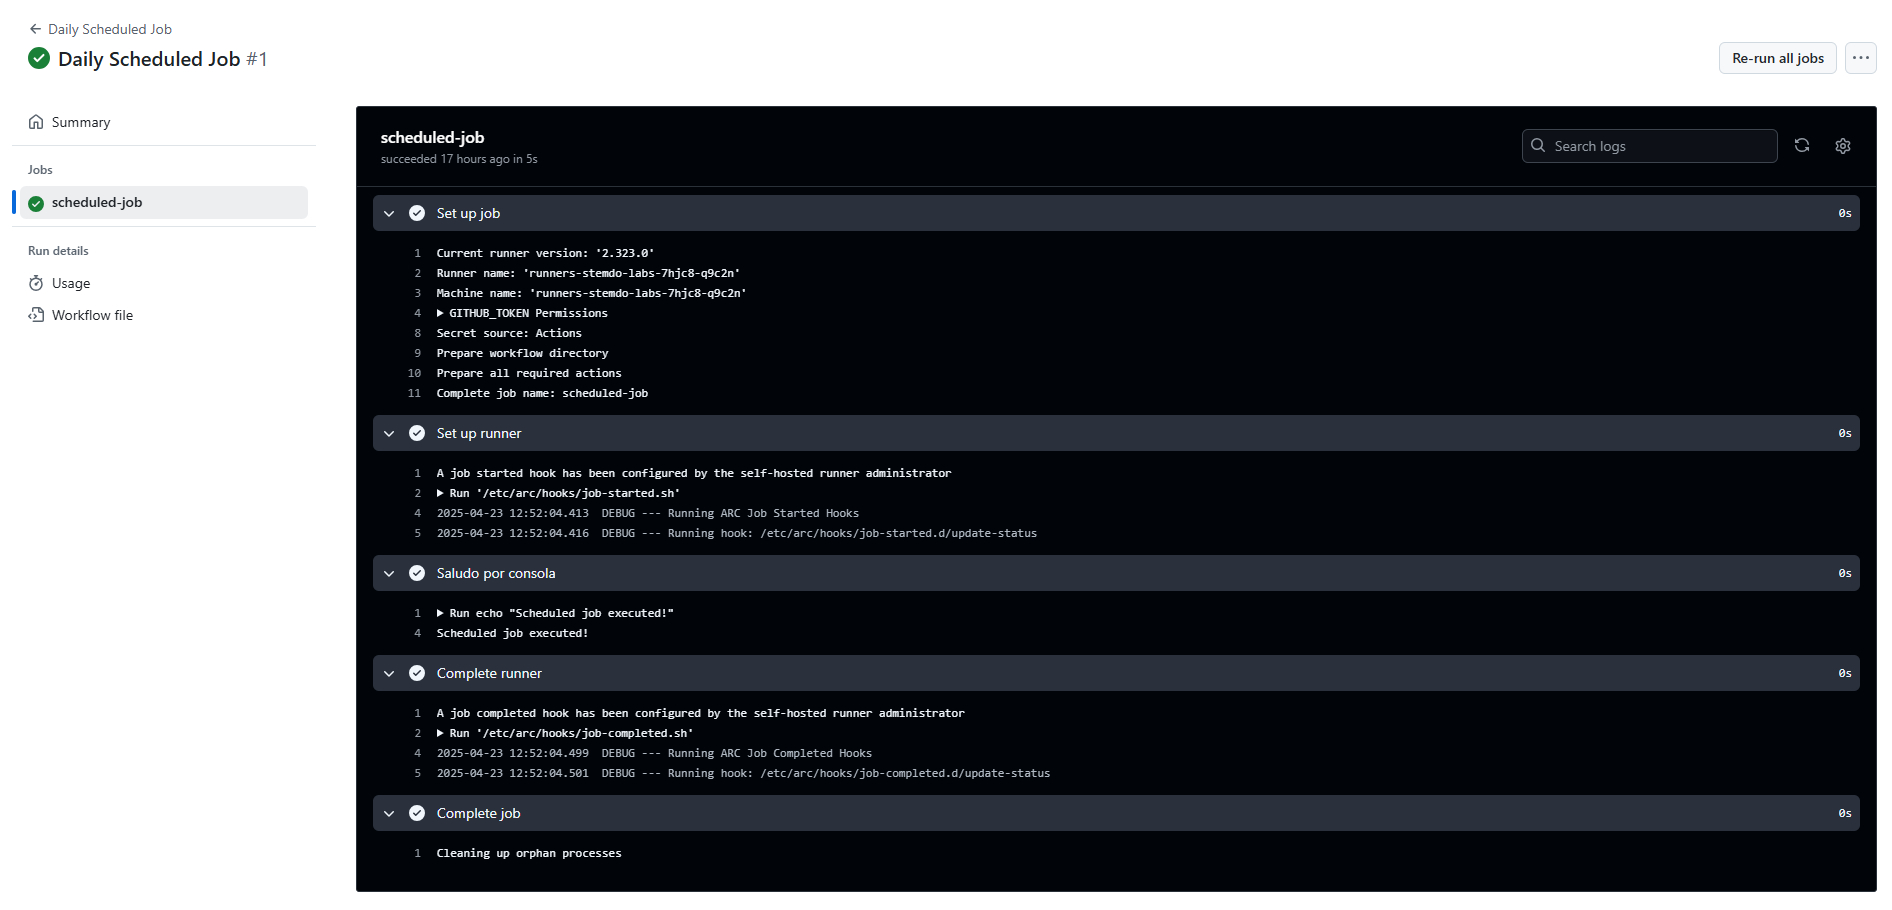 Daily Scheduled Job
Daily Scheduled Job #1
Re-run all jobs
Summary
Jobs
scheduled-job
Run details
Usage
Workflow file
scheduled-job
succeeded 17 hours ago in 5s
Search logs
Set up job 0s
1 Current runner version: '2.323.0'
2 Runner name: 'runners-stemdo-labs-7hjc8-q9c2n'
3 Machine name: 'runners-stemdo-labs-7hjc8-q9c2n'
4 GITHUB_TOKEN Permissions
8 Secret source: Actions
9 Prepare workflow directory
10 Prepare all required actions
11 Complete job name: scheduled-job
Set up runner 0s
1 A job started hook has been configured by the self-hosted runner administrator
2 Run '/etc/arc/hooks/job-started.sh'
4 2025-04-23 12:52:04.413 DEBUG --- Running ARC Job Started Hooks
5 2025-04-23 12:52:04.416 DEBUG --- Running hook: /etc/arc/hooks/job-started.d/update-status
Saludo por consola 0s
1 Run echo "Scheduled job executed!"
4 Scheduled job executed!
Complete runner 0s
1 A job completed hook has been configured by the self-hosted runner administrator
2 Run '/etc/arc/hooks/job-completed.sh'
4 2025-04-23 12:52:04.499 DEBUG --- Running ARC Job Completed Hooks
5 2025-04-23 12:52:04.501 DEBUG --- Running hook: /etc/arc/hooks/job-completed.d/update-status
Complete job 0s
1 Cleaning up orphan processes